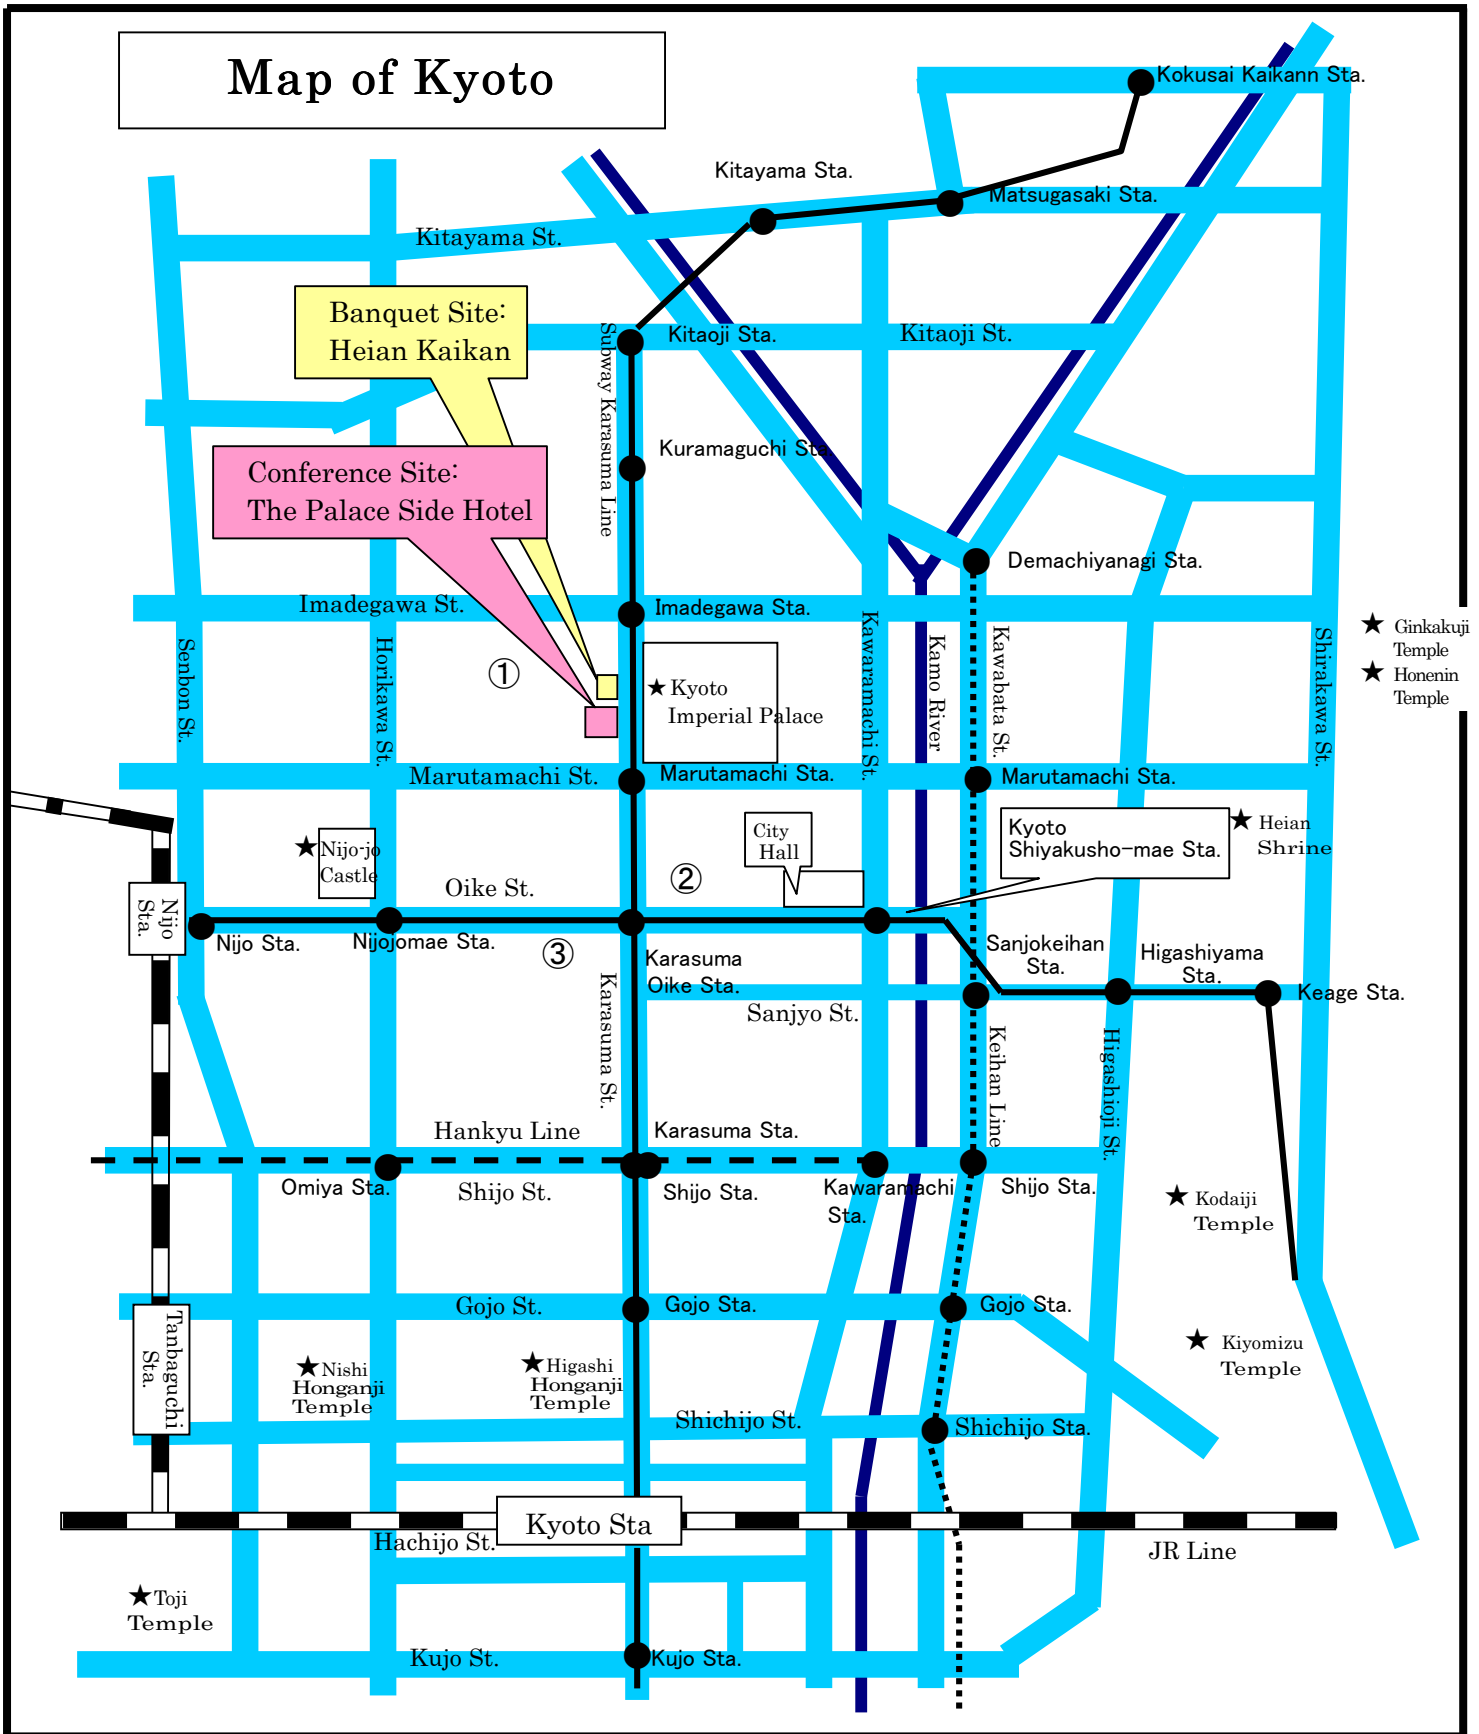 Map of Kyoto
Kokusai Kaikann Sta.
Kitayama Sta.
Matsugasaki Sta.
Kitayama St.
Banquet Site:
Heian Kaikan
Kitaoji Sta.
Kitaoji St.
Subway Karasuma Line
Kuramaguchi Sta.
Conference Site:
The Palace Side Hotel
Demachiyanagi Sta.
Imadegawa St.
Imadegawa Sta.
Senbon St.
Horikawa St.
Kawaramachi St.
Kamo River
Kawabata St.
Shirakawa St.
★ Ginkakuji
Temple
★ Honenin
Temple
①
★ Kyoto
Imperial Palace
Marutamachi St.
Marutamachi Sta.
Marutamachi Sta.
★ Nijo-jo
Castle
City
Hall
Kyoto
Shiyakusho-mae Sta.
★ Heian
Shrine
Oike St.
②
Nijo
Sta.
Nijo Sta.
Nijojomae Sta.
③
Karasuma
Oike Sta.
Sanjokeihan
Sta.
Higashiyama
Sta.
Keage Sta.
Sanjyo St.
Karasuma St.
Keihan Line
Higashioji St.
Hankyu Line
Karasuma Sta.
Omiya Sta.
Shijo St.
Shijo Sta.
Kawaramachi
Sta.
Shijo Sta.
★ Kodaiji
Temple
Gojo St.
Gojo Sta.
Gojo Sta.
Tanbaguchi
Sta.
★ Nishi
Honganji
Temple
★ Higashi
Honganji
Temple
★ Kiyomizu
Temple
Shichijo St.
Shichijo Sta.
Kyoto Sta
Hachijo St.
JR Line
★ Toji
Temple
Kujo St.
Kujo Sta.